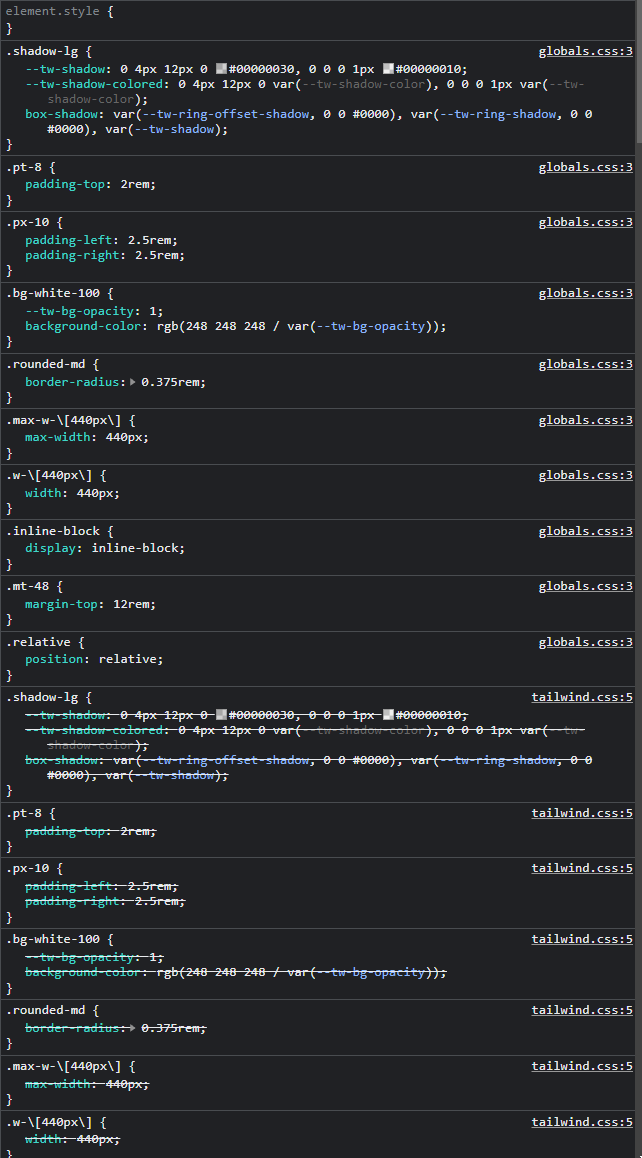 element.style {
}
.shadow-lg { globals.css:3
--tw-shadow: 0 4px 12px 0 #00000030, 0 0 0 1px #00000010;
--tw-shadow-colored: 0 4px 12px 0 var(--tw-shadow-color), 0 0 0 1px var(--tw-
shadow-color);
box-shadow: var(--tw-ring-offset-shadow, 0 0 #0000), var(--tw-ring-shadow, 0 0
#0000), var(--tw-shadow);
}
.pt-8 { globals.css:3
padding-top: 2rem;
}
.px-10 { globals.css:3
padding-left: 2.5rem;
padding-right: 2.5rem;
}
.bg-white-100 { globals.css:3
--tw-bg-opacity: 1;
background-color: rgb(248 248 248 / var(--tw-bg-opacity));
}
.rounded-md { globals.css:3
border-radius: 0.375rem;
}
.max-w-\[440px\] { globals.css:3
max-width: 440px;
}
.w-\[440px\] { globals.css:3
width: 440px;
}
.inline-block { globals.css:3
display: inline-block;
}
.mt-48 { globals.css:3
margin-top: 12rem;
}
.relative { globals.css:3
position: relative;
}
.shadow-lg { tailwind.css:5
--tw-shadow: 0 4px 12px 0 #00000030, 0 0 0 1px #00000010;
--tw-shadow-colored: 0 4px 12px 0 var(--tw-shadow-color), 0 0 0 1px var(--tw-
shadow-color);
box-shadow: var(--tw-ring-offset-shadow, 0 0 #0000), var(--tw-ring-shadow, 0 0
#0000), var(--tw-shadow);
}
.pt-8 { tailwind.css:5
padding-top: 2rem;
}
.px-10 { tailwind.css:5
padding-left: 2.5rem;
padding-right: 2.5rem;
}
.bg-white-100 { tailwind.css:5
--tw-bg-opacity: 1;
background-color: rgb(248 248 248 / var(--tw-bg-opacity));
}
.rounded-md { tailwind.css:5
border-radius: 0.375rem;
}
.max-w-\[440px\] { tailwind.css:5
max-width: 440px;
}
.w-\[440px\] { tailwind.css:5
width: 440px;
}